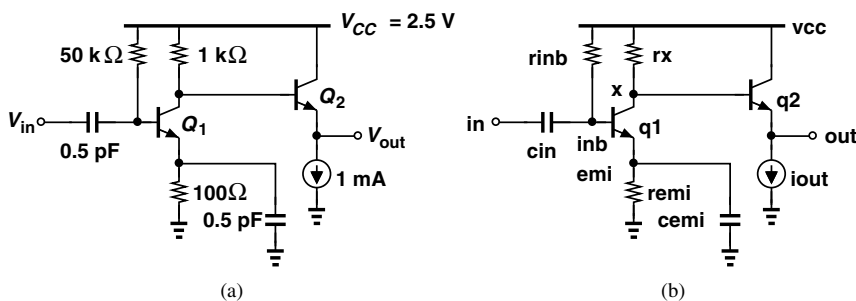 V_CC = 2.5 V
50 kΩ
1 kΩ
Q_2
V_in
Q_1
V_out
0.5 pF
1 mA
100Ω
0.5 pF
(a)
vcc
rinb
rx
x
q2
in
q1
out
cin
inb
emi
iout
remi
cemi
(b)